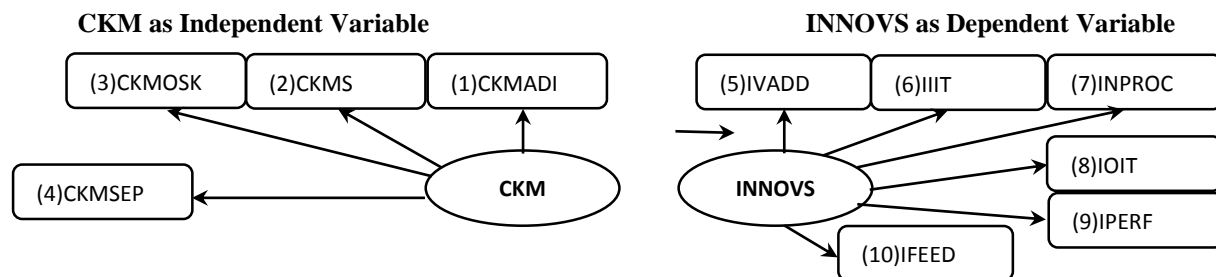 CKM as Independent Variable
INNOVS as Dependent Variable
(3)CKMOSK
(2)CKMS
(1)CKMADI
(4)CKMSEP
CKM
(5)IVADD
(6)IIIT
(7)INPROC
INNOVS
(8)IOIT
(9)IPERF
(10)IFEED